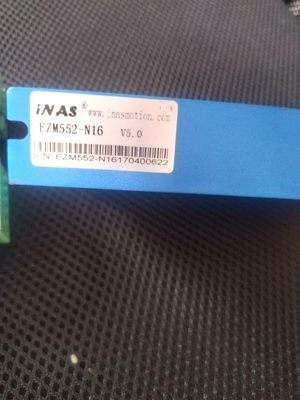 iNAS® www.inasmotion.com
EZM552-N16 V5.0
S/N: EZM552-N16170400622